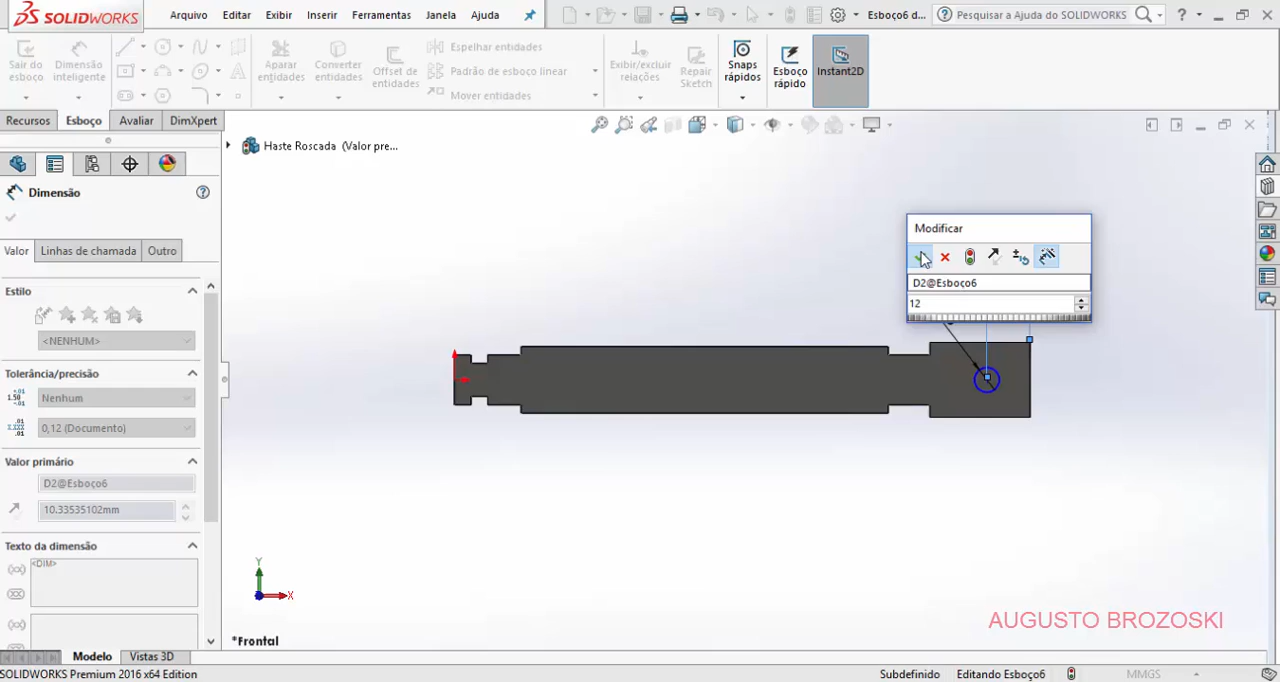 SOLIDWORKS
Arquivo
Editar
Exibir
Inserir
Ferramentas
Janela
Ajuda
Esboço6 d...
Pesquisar a Ajuda do SOLIDWORKS
Sair do esboço
Dimensão inteligente
Aparar entidades
Converter entidades
Offset de entidades
Espelhar entidades
Padrão de esboço linear
Mover entidades
Exibir/excluir relações
Repair Sketch
Snaps rápidos
Esboço rápido
Instant2D
Recursos
Esboço
Avaliar
DimXpert
Haste Roscada (Valor pre...
Dimensão
Valor
Linhas de chamada
Outro
Estilo
<NENHUM>
Tolerância/precisão
Nenhum
0,12 (Documento)
Valor primário
D2@Esboço6
10.33535102mm
Texto da dimensão
<DIM>
Modificar
D2@Esboço6
12
Y
X
*Frontal
AUGUSTO BROZOSKI
Modelo
Vistas 3D
SOLIDWORKS Premium 2016 x64 Edition
Subdefinido
Editando Esboço6
MMGS